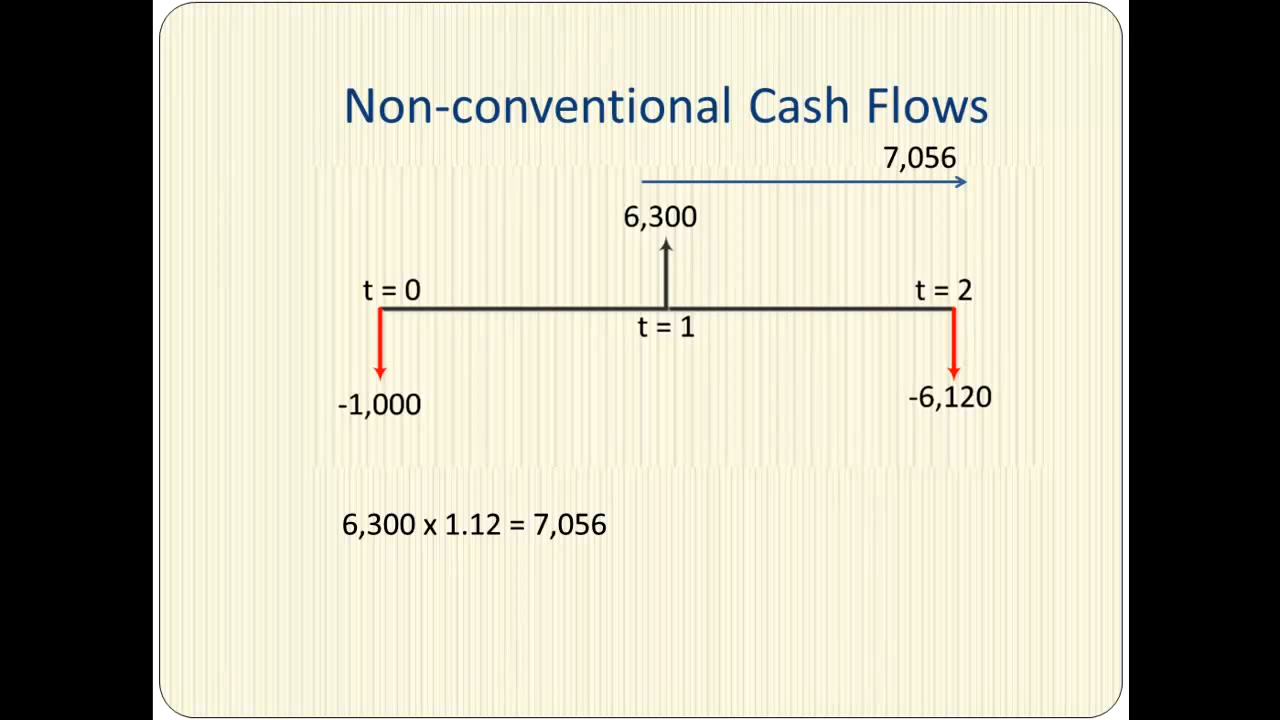 Non-conventional Cash Flows
7,056
6,300
t = 0
t = 2
t = 1
-1,000
-6,120
6,300 x 1.12 = 7,056